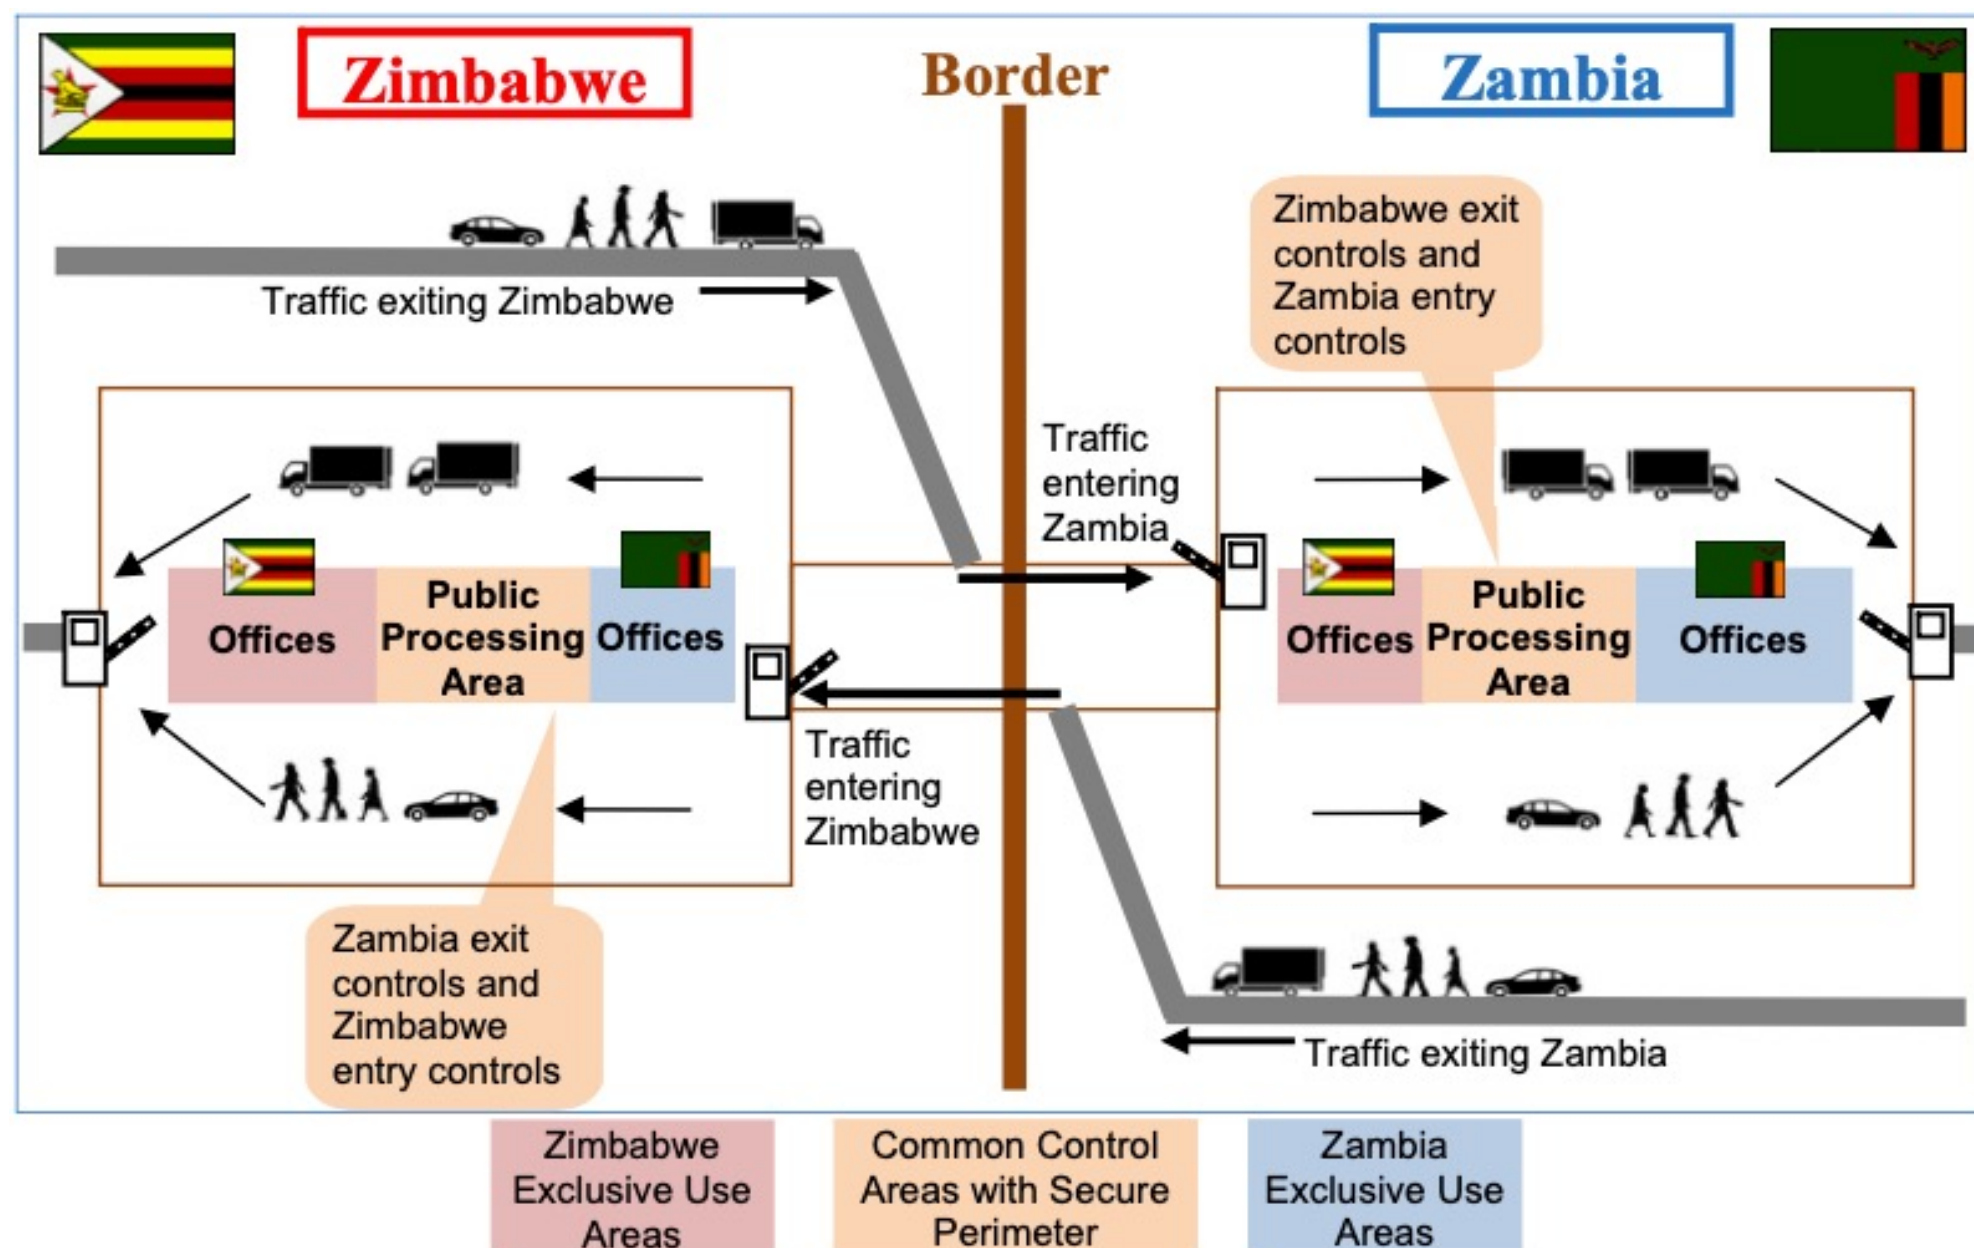 Zimbabwe
Border
Zambia
Zimbabwe exit
controls and
Zambia entry
controls
Traffic exiting Zimbabwe
Traffic
entering
Zambia
Offices
Public
Processing
Area
Offices
Offices
Public
Processing
Area
Offices
Traffic
entering
Zimbabwe
Zambia exit
controls and
Zimbabwe
entry controls
Traffic exiting Zambia
Zimbabwe
Exclusive Use
Areas
Common Control
Areas with Secure
Perimeter
Zambia
Exclusive Use
Areas